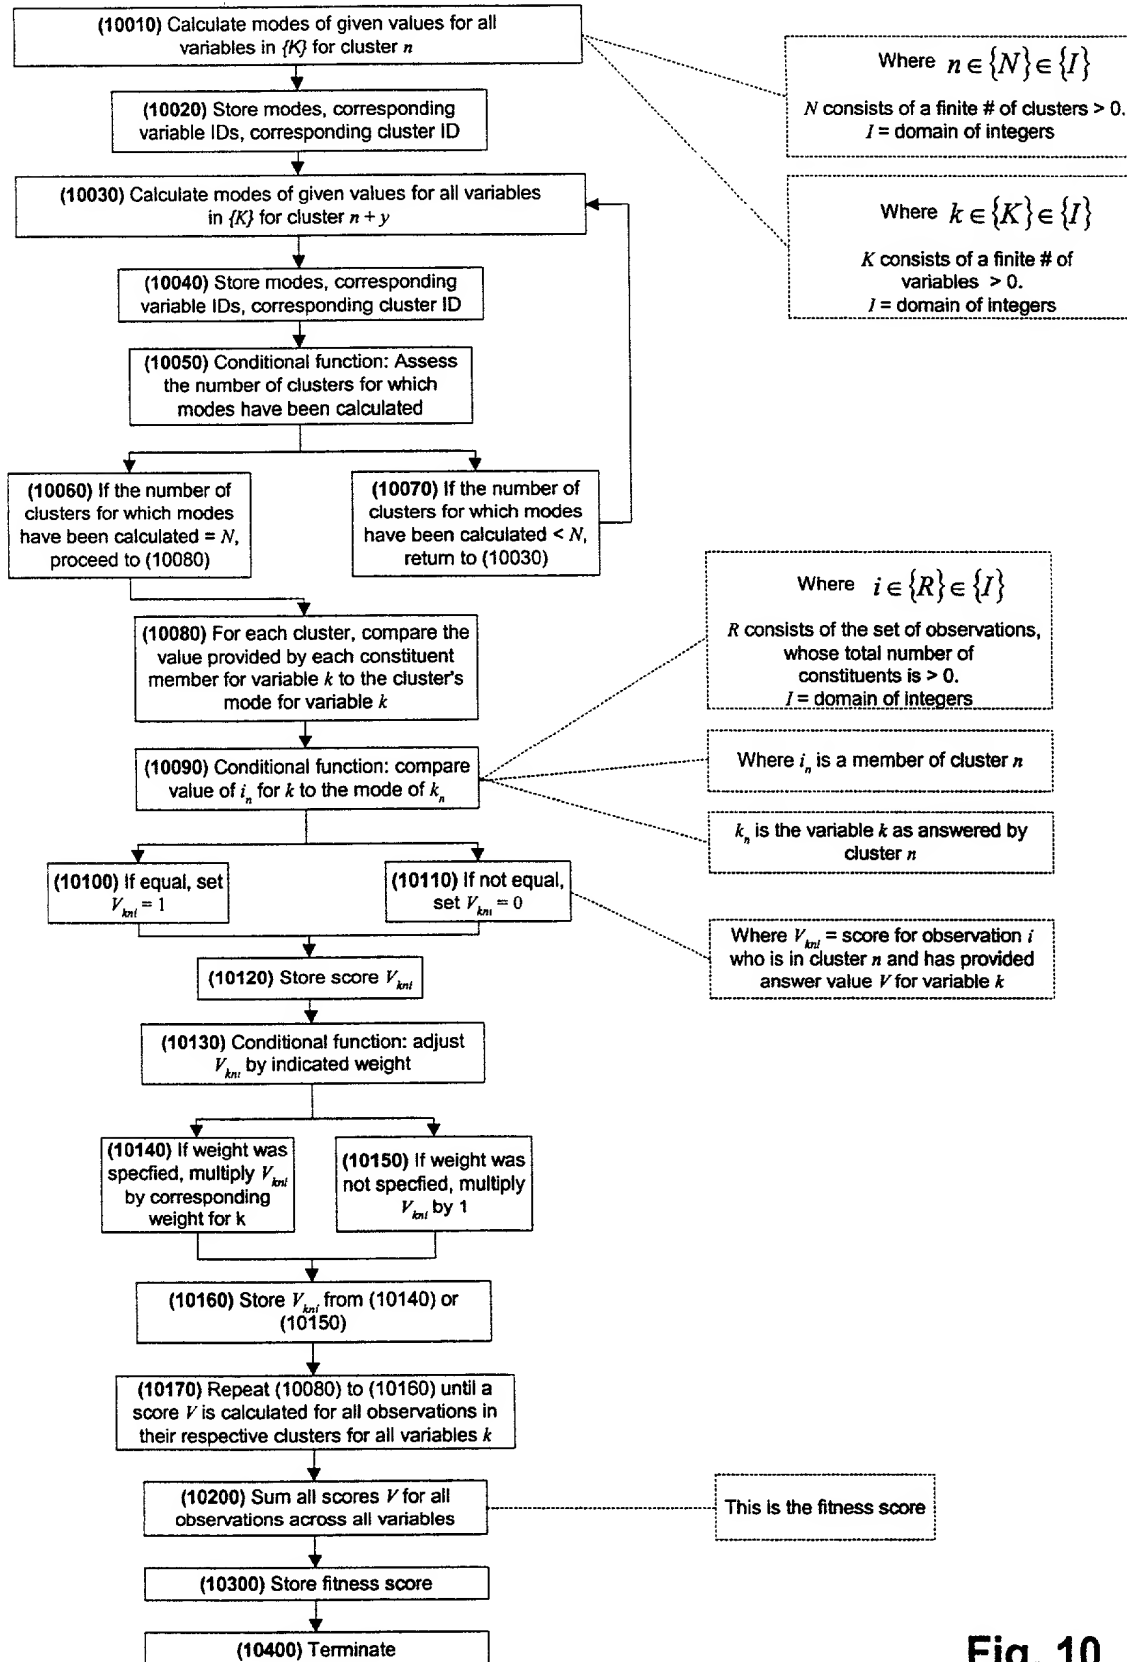 (10010) Calculate modes of given values for all
variables in {K} for cluster n
Where n ∈ {N} ∈ {I}
N consists of a finite # of clusters > 0.
I = domain of integers
(10020) Store modes, corresponding
variable IDs, corresponding cluster ID
(10030) Calculate modes of given values for all variables
in {K} for cluster n + y
Where k ∈ {K} ∈ {I}
K consists of a finite # of
variables > 0.
I = domain of integers
(10040) Store modes, corresponding
variable IDs, corresponding cluster ID
(10050) Conditional function: Assess
the number of clusters for which
modes have been calculated
(10060) If the number of
clusters for which modes
have been calculated = N,
proceed to (10080)
(10070) If the number of
clusters for which modes
have been calculated < N,
return to (10030)
Where i ∈ {R} ∈ {I}
R consists of the set of observations,
whose total number of
constituents is > 0.
I = domain of integers
(10080) For each cluster, compare the
value provided by each constituent
member for variable k to the cluster's
mode for variable k
(10090) Conditional function: compare
value of iₙ for k to the mode of kₙ
Where iₙ is a member of cluster n
kₙ is the variable k as answered by
cluster n
(10100) If equal, set
V_kni = 1
(10110) If not equal,
set V_kni = 0
Where V_kni = score for observation i
who is in cluster n and has provided
answer value V for variable k
(10120) Store score V_kni
(10130) Conditional function: adjust
V_kni by indicated weight
(10140) If weight was
specfied, multiply V_kni
by corresponding
weight for k
(10150) If weight was
not specfied, multiply
V_kni by 1
(10160) Store V_kni from (10140) or
(10150)
(10170) Repeat (10080) to (10160) until a
score V is calculated for all observations in
their respective clusters for all variables k
(10200) Sum all scores V for all
observations across all variables
This is the fitness score
(10300) Store fitness score
(10400) Terminate
Fig. 10